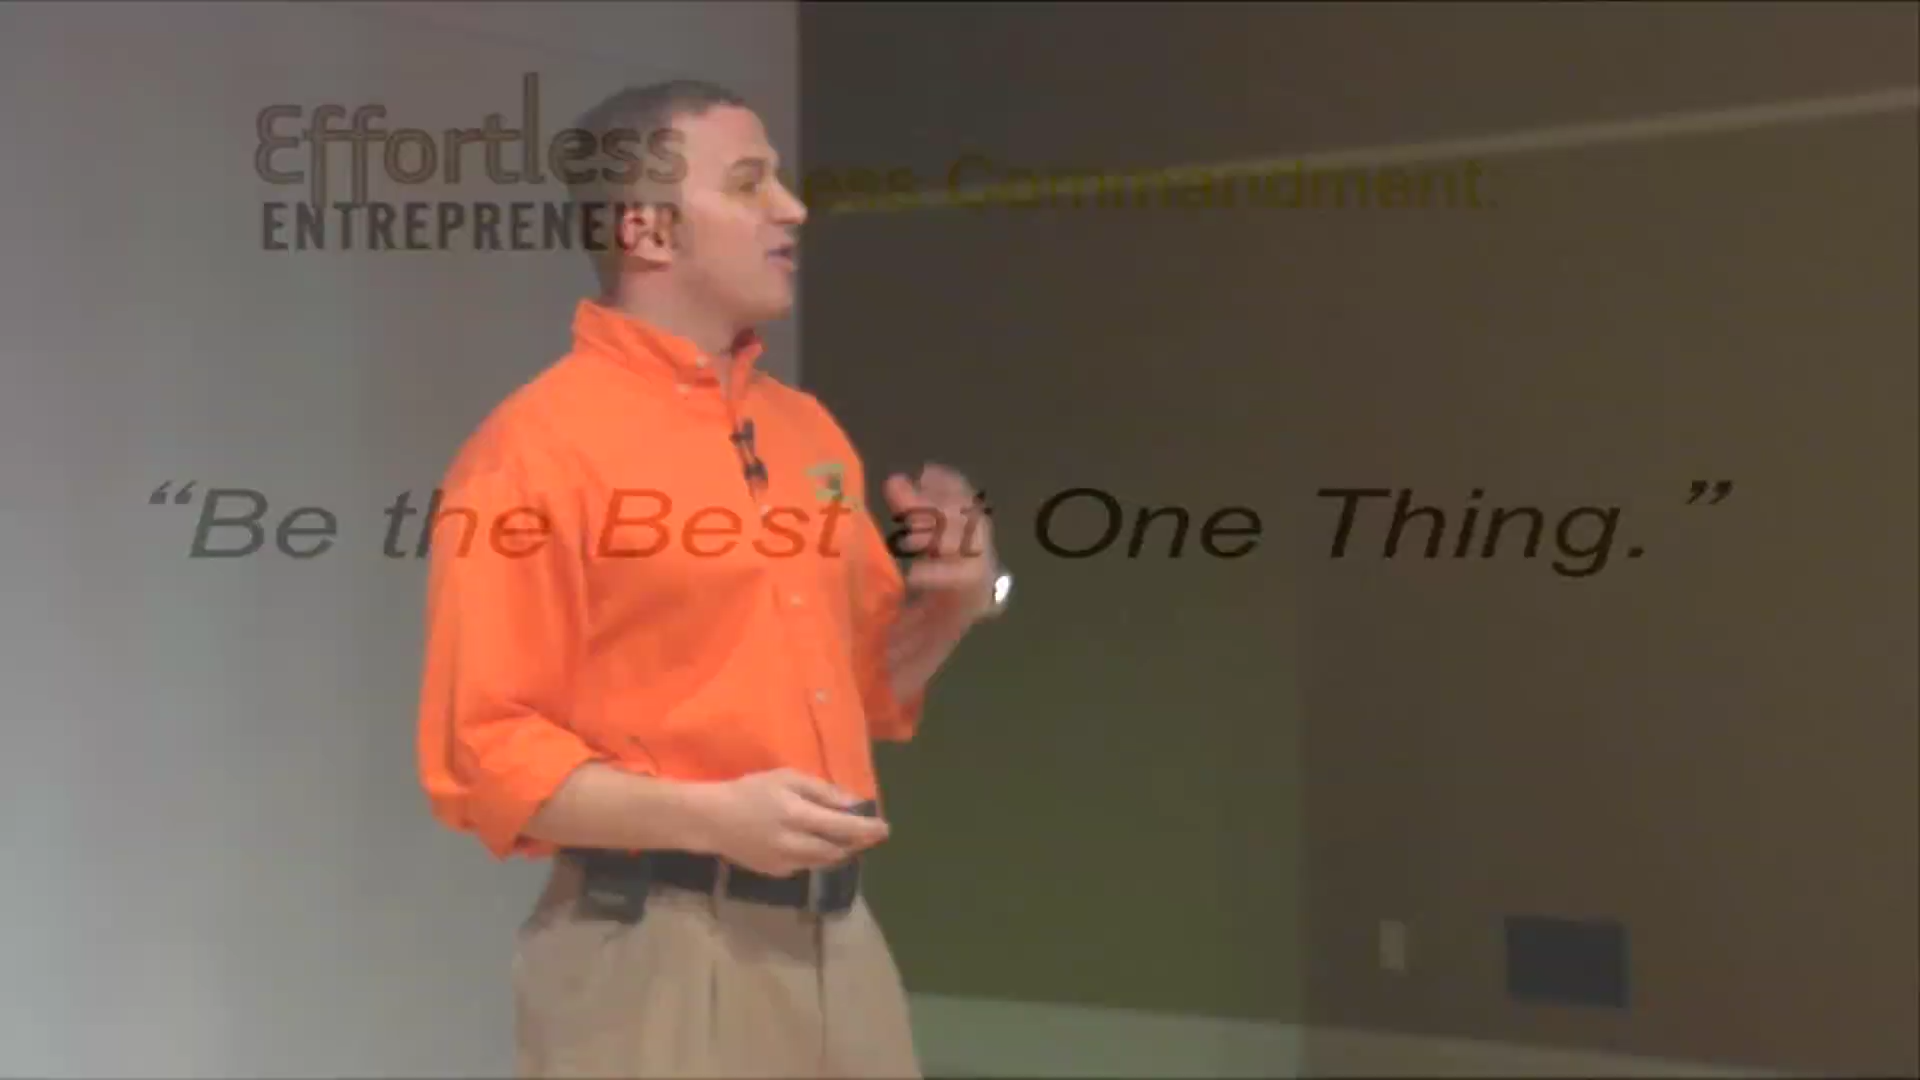 Effortless
ENTREPRENEUR
Commandment:
“Be the Best at One Thing.”